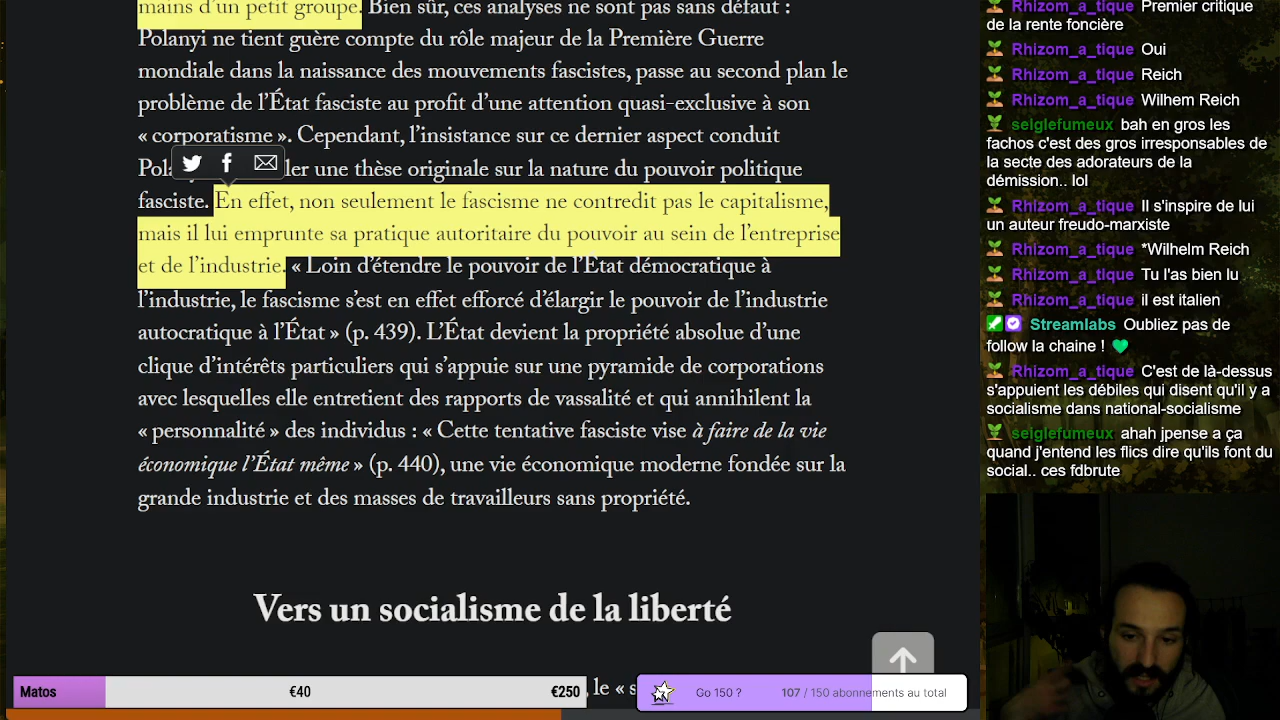 mains d’un petit groupe. Bien sûr, ces analyses ne sont pas sans défaut :
Polanyi ne tient guère compte du rôle majeur de la Première Guerre
mondiale dans la naissance des mouvements fascistes, passe au second plan le
problème de l’État fasciste au profit d’une attention quasi-exclusive à son
« corporatisme ». Cependant, l’insistance sur ce dernier aspect conduit
ler une thèse originale sur la nature du pouvoir politique
fasciste. En effet, non seulement le fascisme ne contredit pas le capitalisme,
mais il lui emprunte sa pratique autoritaire du pouvoir au sein de l’entreprise
et de l’industrie. « Loin d’étendre le pouvoir de l’État démocratique à
l’industrie, le fascisme s’est en effet efforcé d’élargir le pouvoir de l’industrie
autocratique à l’État » (p. 439). L’État devient la propriété absolue d’une
clique d’intérêts particuliers qui s’appuie sur une pyramide de corporations
avec lesquelles elle entretient des rapports de vassalité et qui annihilent la
« personnalité » des individus : « Cette tentative fasciste vise à faire de la vie
économique l’État même » (p. 440), une vie économique moderne fondée sur la
grande industrie et des masses de travailleurs sans propriété.
Vers un socialisme de la liberté
le « s
Matos €40 €250
Go 150 ? 107 / 150 abonnements au total
Rhizom_a_tique Premier critique
de la rente foncière
Rhizom_a_tique Oui
Rhizom_a_tique Reich
Rhizom_a_tique Wilhem Reich
seiglefumeux bah en gros les
fachos c'est des gros irresponsables de
la secte des adorateurs de la
démission.. lol
Rhizom_a_tique Il s'inspire de lui
un auteur freudo-marxiste
Rhizom_a_tique *Wilhelm Reich
Rhizom_a_tique Tu l'as bien lu
Rhizom_a_tique il est italien
Streamlabs Oubliez pas de
follow la chaine !
Rhizom_a_tique C'est de là-dessus
s'appuient les débiles qui disent qu'il y a
socialisme dans national-socialisme
seiglefumeux ahah jpense a ça
quand j'entend les flics dire qu'ils font du
social.. ces fdbrute